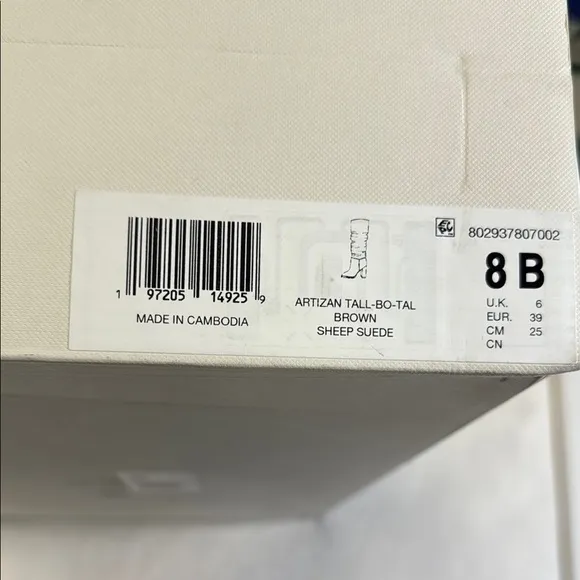 1 97205 14925 9
MADE IN CAMBODIA
ARTIZAN TALL-BO-TAL
BROWN
SHEEP SUEDE
802937807002
8 B
U.K. 6
EUR. 39
CM 25
CN